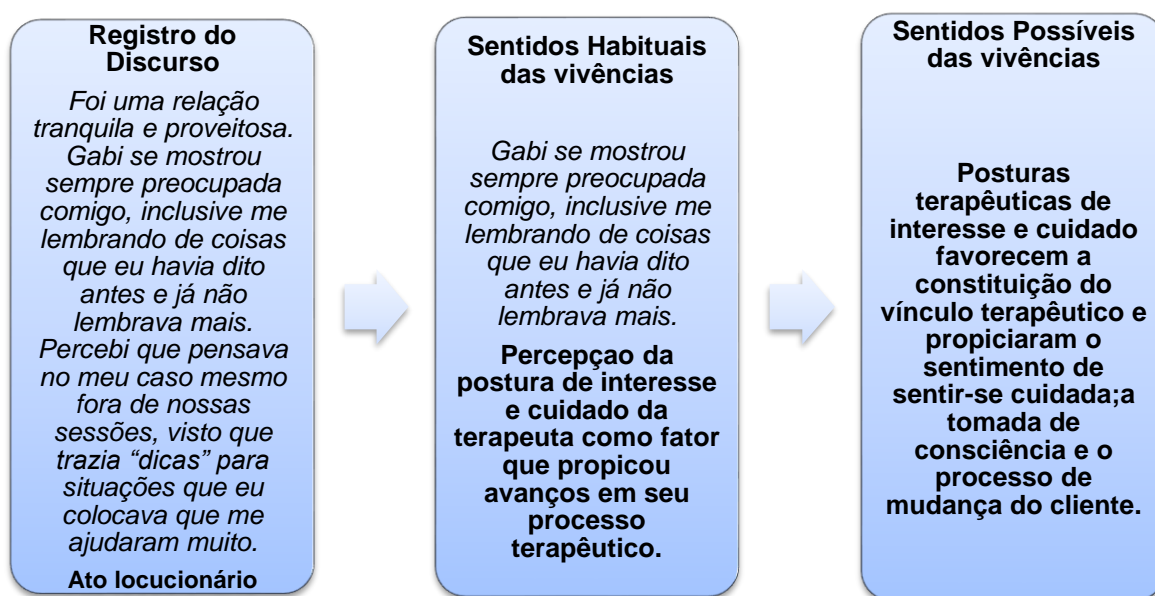 Registro do
Discurso
Foi uma relação
tranquila e proveitosa.
Gabi se mostrou
sempre preocupada
comigo, inclusive me
lembrando de coisas
que eu havia dito
antes e já não
lembrava mais.
Percebi que pensava
no meu caso mesmo
fora de nossas
sessões, visto que
trazia “dicas” para
situações que eu
colocava que me
ajudaram muito.
Ato locucionário
Sentidos Habituais
das vivências
Gabi se mostrou
sempre preocupada
comigo, inclusive me
lembrando de coisas
que eu havia dito
antes e já não
lembrava mais.
Percepçao da
postura de interesse
e cuidado da
terapeuta como fator
que propicou
avanços em seu
processo
terapêutico.
Sentidos Possíveis
das vivências
Posturas
terapêuticas de
interesse e cuidado
favorecem a
constituição do
vínculo terapêutico e
propiciaram o
sentimento de
sentir-se cuidada;a
tomada de
consciência e o
processo de
mudança do cliente.